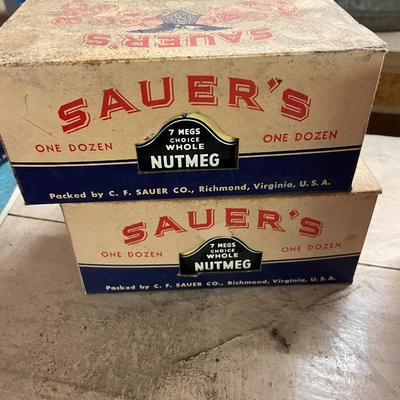 SAUER'S
SAUER'S
ONE DOZEN
7 MEGS
CHOICE
WHOLE
NUTMEG
ONE DOZEN
Packed by C. F. SAUER CO., Richmond, Virginia, U. S. A.
SAUER'S
ONE DOZEN
7 MEGS
CHOICE
WHOLE
NUTMEG
ONE DOZEN
Packed by C. F. SAUER CO., Richmond, Virginia, U. S. A.